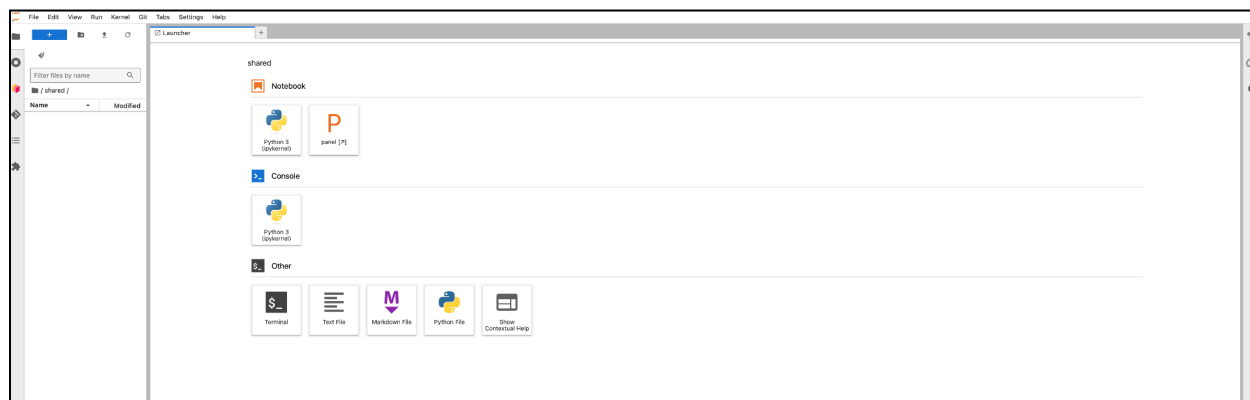 File Edit View Run Kernel Git Tabs Settings Help
+
Launcher
+
Filter files by name
/ shared /
Name
Modified
shared
Notebook
Python 3
(ipykernel)
P
panel [↗]
>_ Console
Python 3
(ipykernel)
$_ Other
$_
Terminal
Text File
M
Markdown File
Python File
Show
Contextual Help